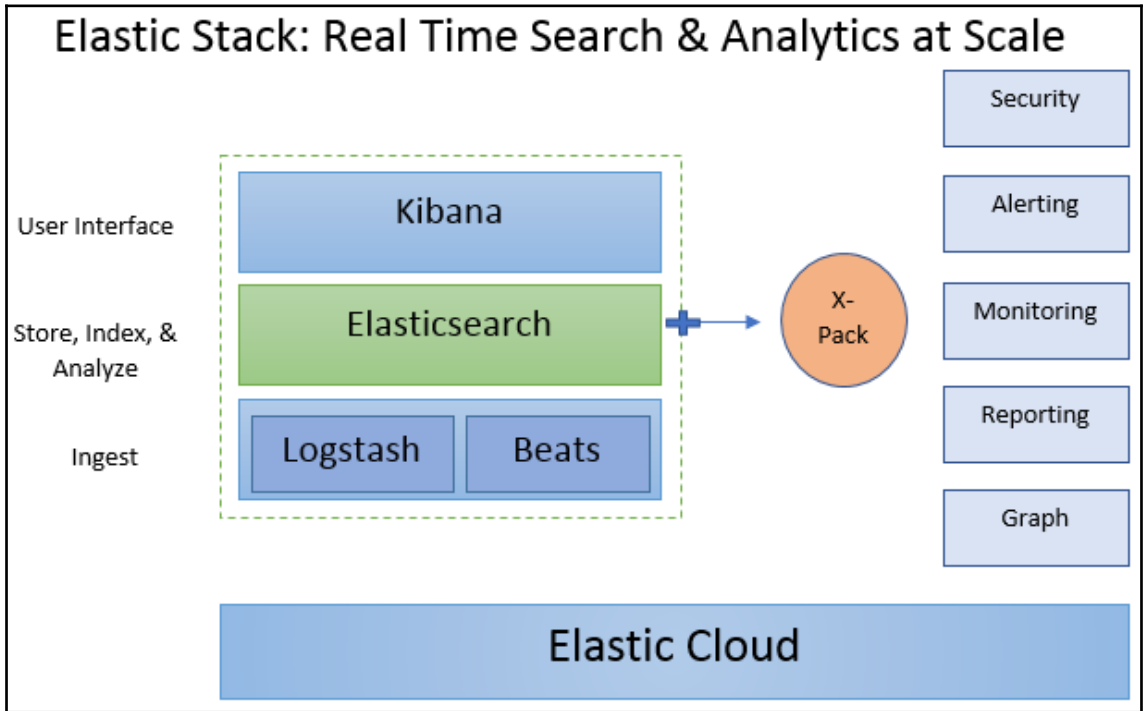 Elastic Stack: Real Time Search & Analytics at Scale
Security
User Interface
Kibana
Alerting
Store, Index, &
Analyze
Elasticsearch
X-
Pack
Monitoring
Ingest
Logstash
Beats
Reporting
Graph
Elastic Cloud